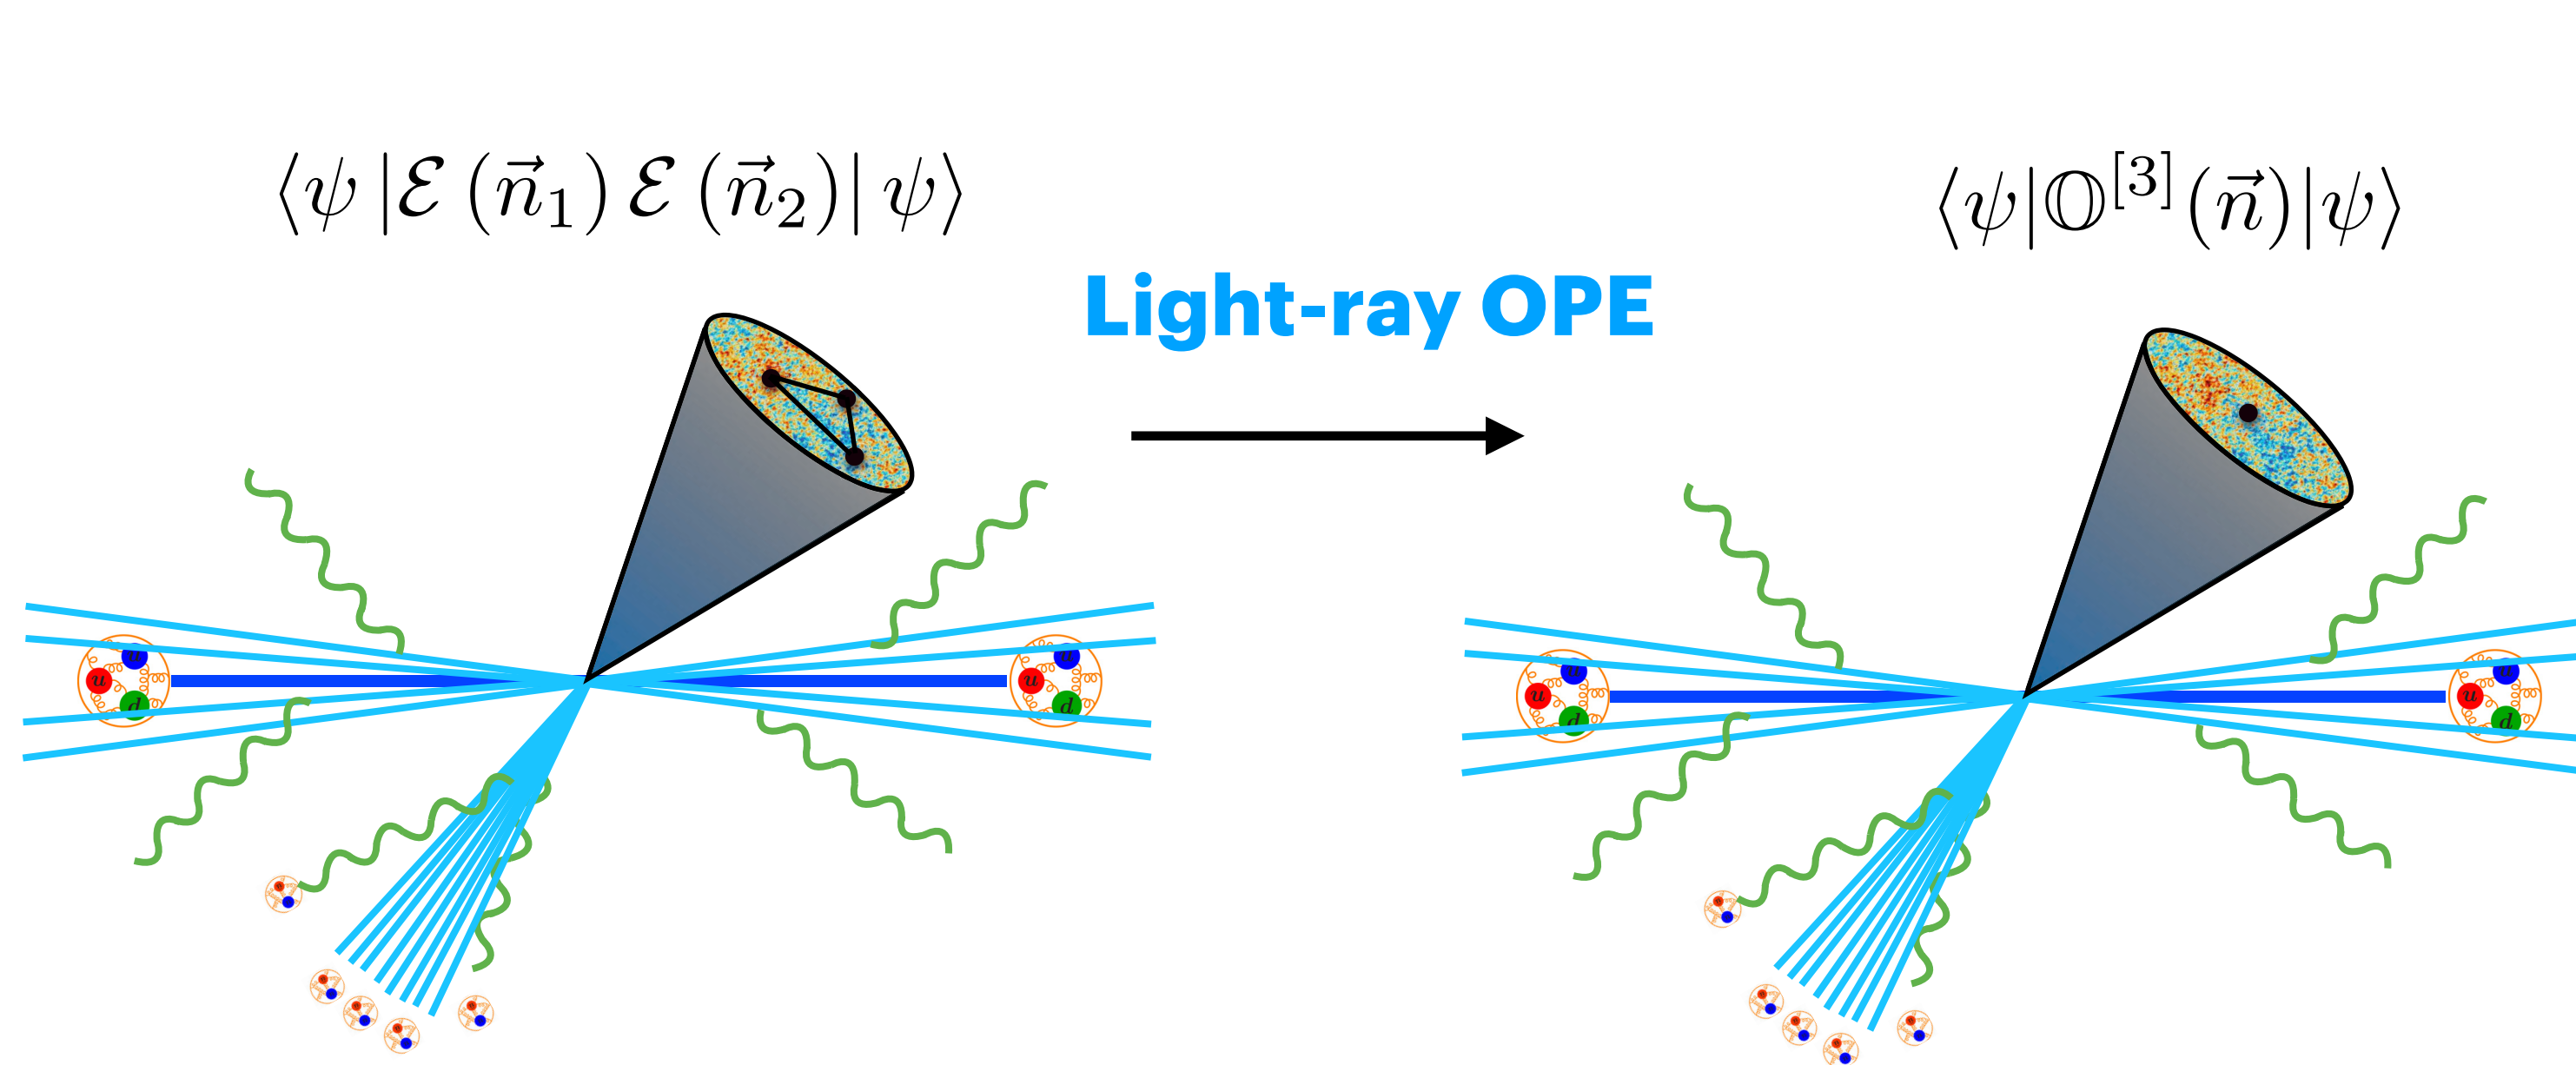 ⟨ψ|ℰ(n⃗₁)ℰ(n⃗₂)|ψ⟩
⟨ψ|𝕆^[3](n⃗)|ψ⟩
Light-ray OPE
u
u
d
u
u
d
u
u
d
u
u
d